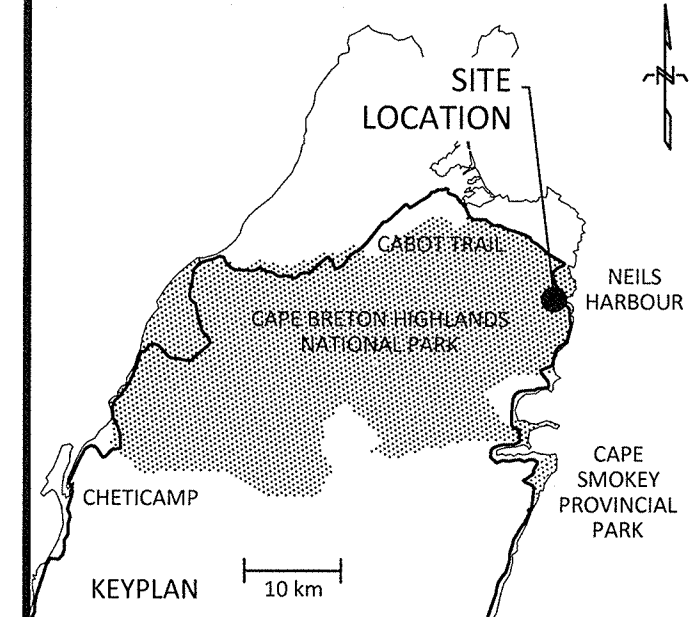 SITE
LOCATION
N
CABOT TRAIL
NEILS
HARBOUR
CAPE BRETON HIGHLANDS
NATIONAL PARK
CAPE
SMOKEY
PROVINCIAL
PARK
CHETICAMP
KEYPLAN
10 km